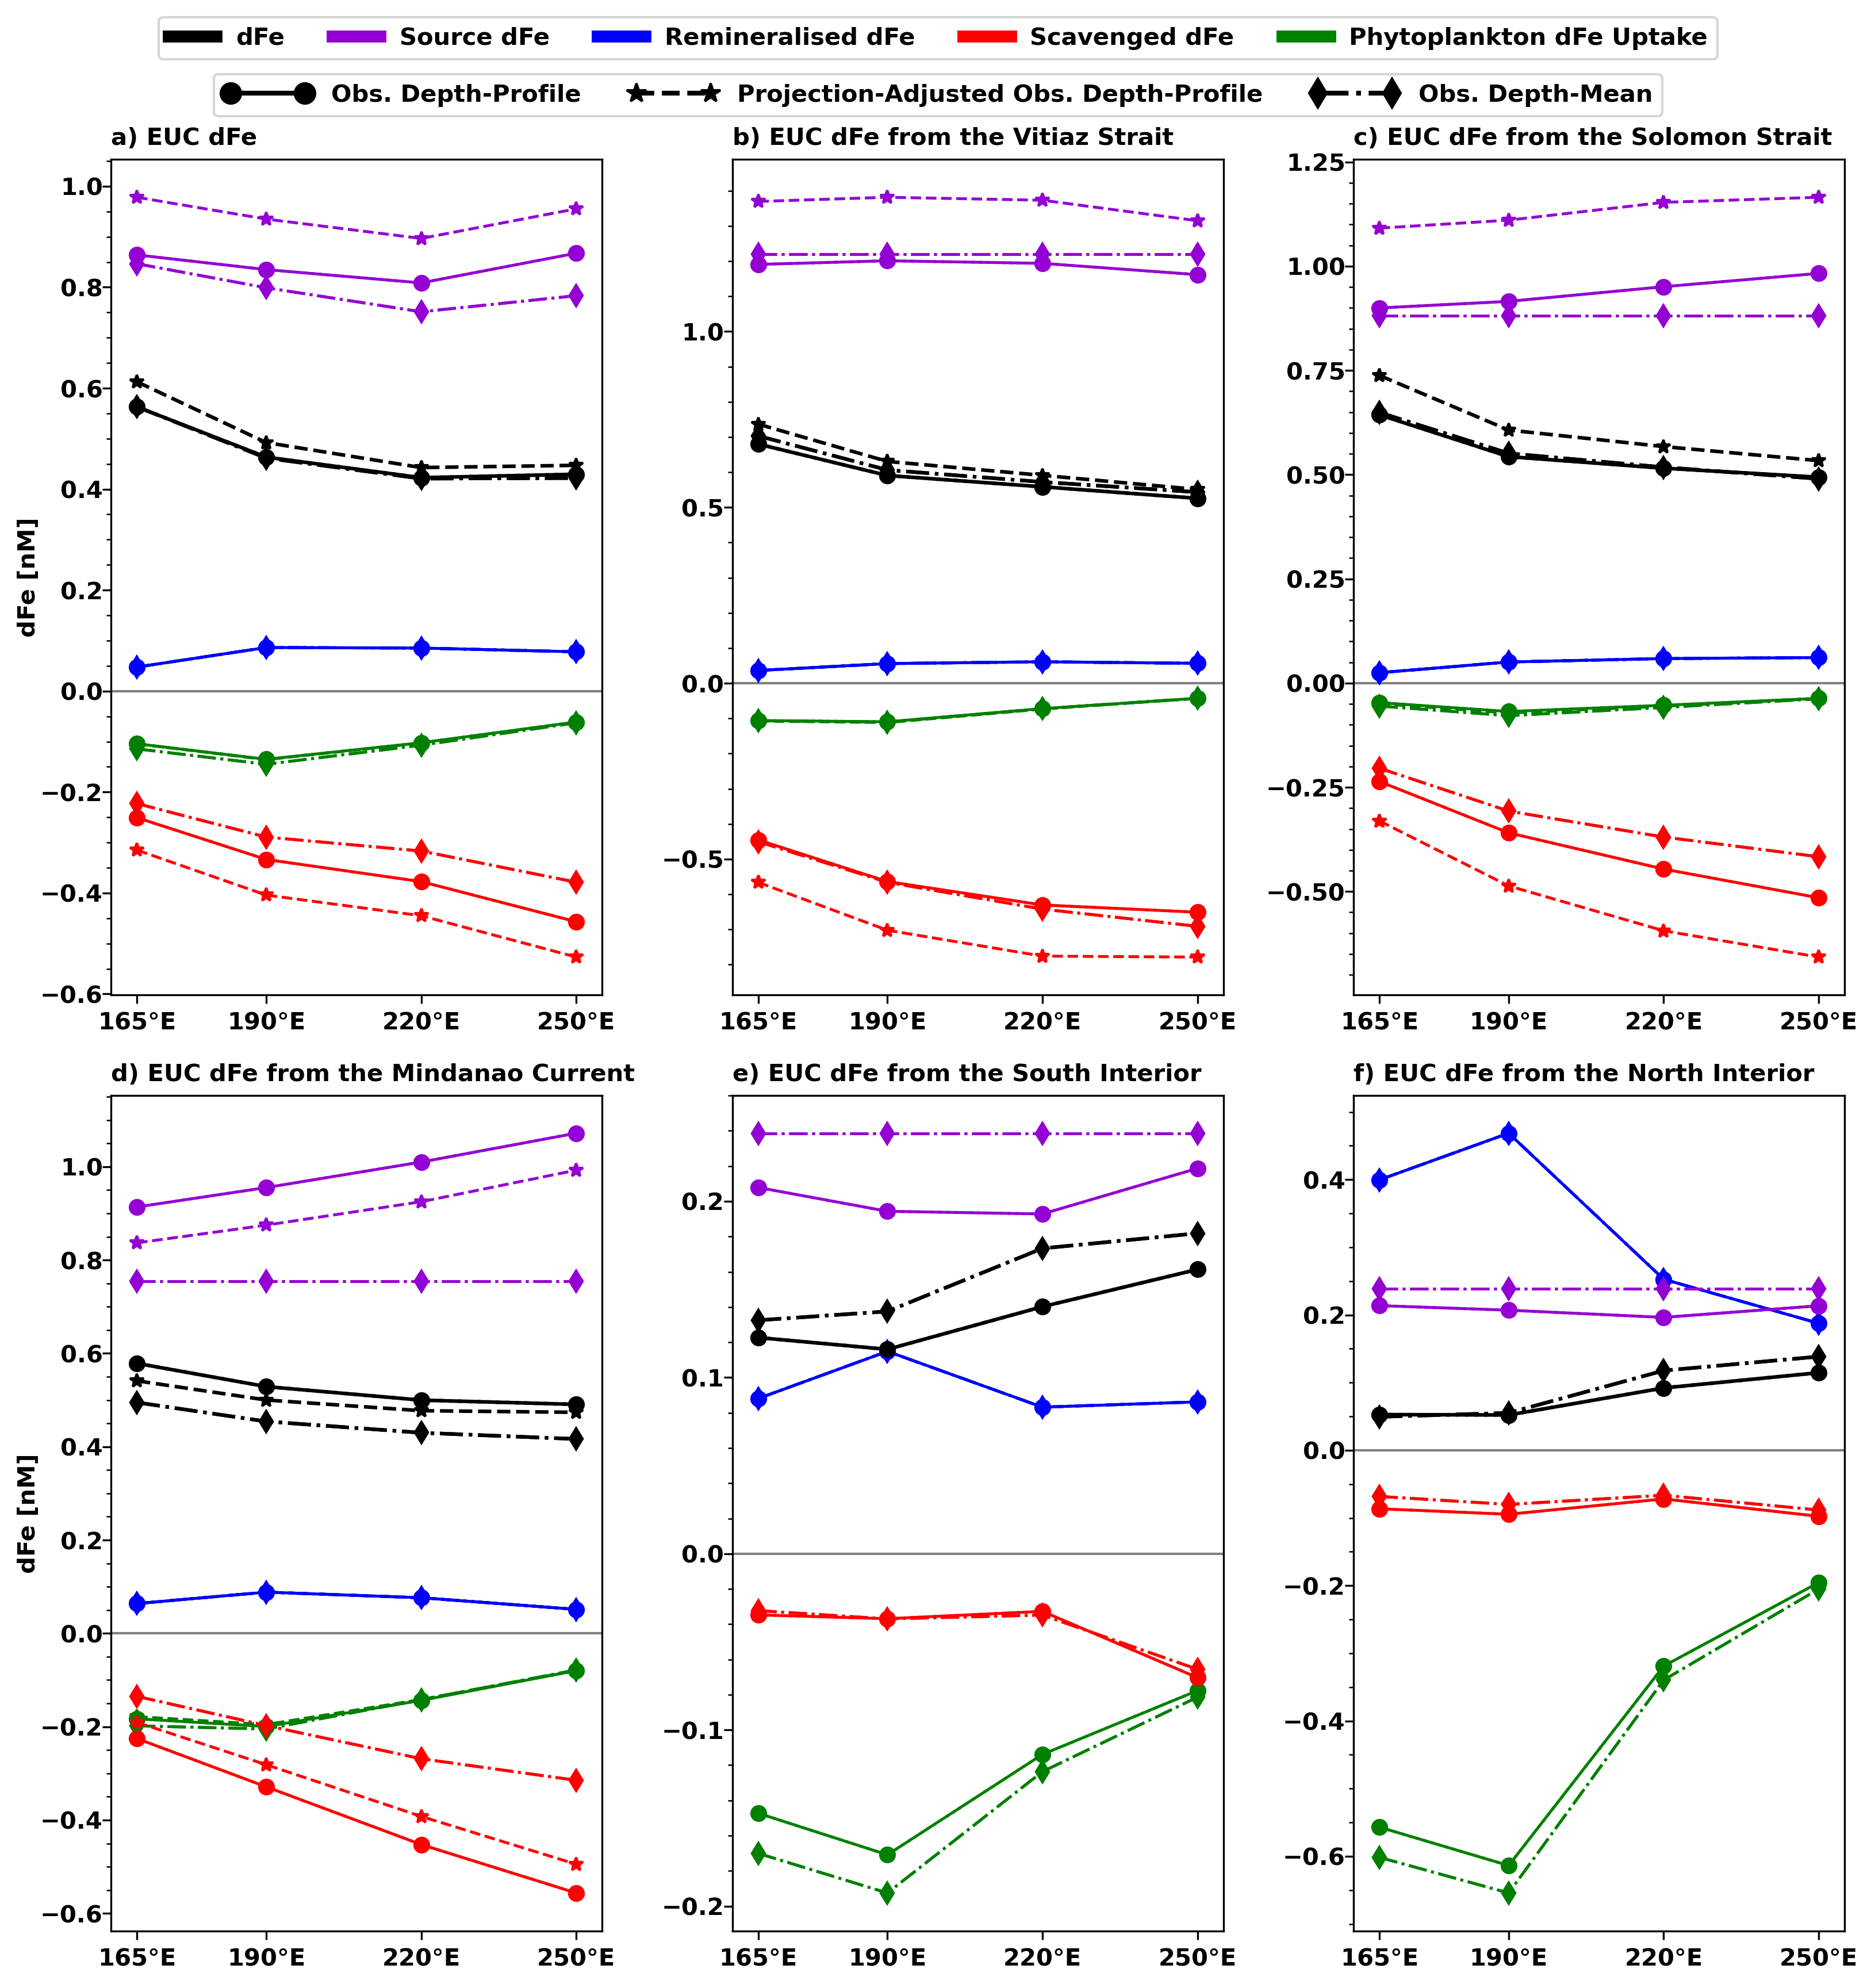 dFe Source dFe Remineralised dFe Scavenged dFe Phytoplankton dFe Uptake
Obs. Depth-Profile Projection-Adjusted Obs. Depth-Profile Obs. Depth-Mean
a) EUC dFe
dFe [nM]
1.0
0.8
0.6
0.4
0.2
0.0
−0.2
−0.4
−0.6
165°E 190°E 220°E 250°E
b) EUC dFe from the Vitiaz Strait
1.0
0.5
0.0
−0.5
165°E 190°E 220°E 250°E
c) EUC dFe from the Solomon Strait
1.25
1.00
0.75
0.50
0.25
0.00
−0.25
−0.50
165°E 190°E 220°E 250°E
d) EUC dFe from the Mindanao Current
dFe [nM]
1.0
0.8
0.6
0.4
0.2
0.0
−0.2
−0.4
−0.6
165°E 190°E 220°E 250°E
e) EUC dFe from the South Interior
0.2
0.1
0.0
−0.1
−0.2
165°E 190°E 220°E 250°E
f) EUC dFe from the North Interior
0.4
0.2
0.0
−0.2
−0.4
−0.6
165°E 190°E 220°E 250°E